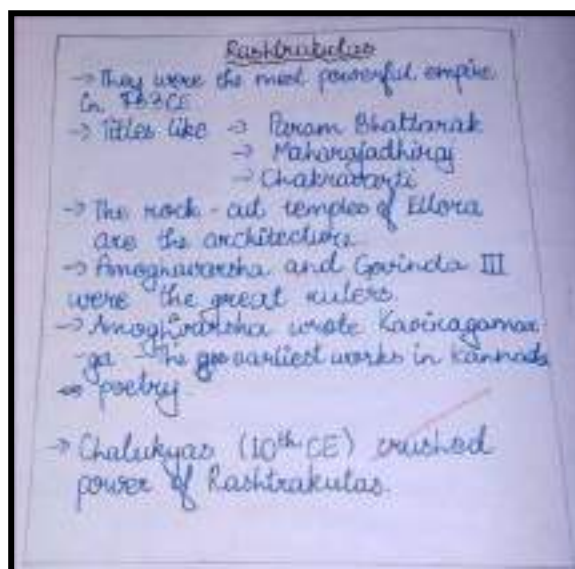 Rashtrakutas
→ They were the most powerful empire
in 753CE
→ Titles like → Param Bhattarak
→ Maharajadhiraj
→ Chakravarti
→ The rock-cut temples of Ellora
are the architecture.
→ Amoghavarsha and Govinda III
were the great rulers.
→ Amoghvarsha wrote Kaviragamar
-ga - The earliest works in Kannada
poetry.
→ Chalukyas (10th CE) crushed
power of Rashtrakutas.